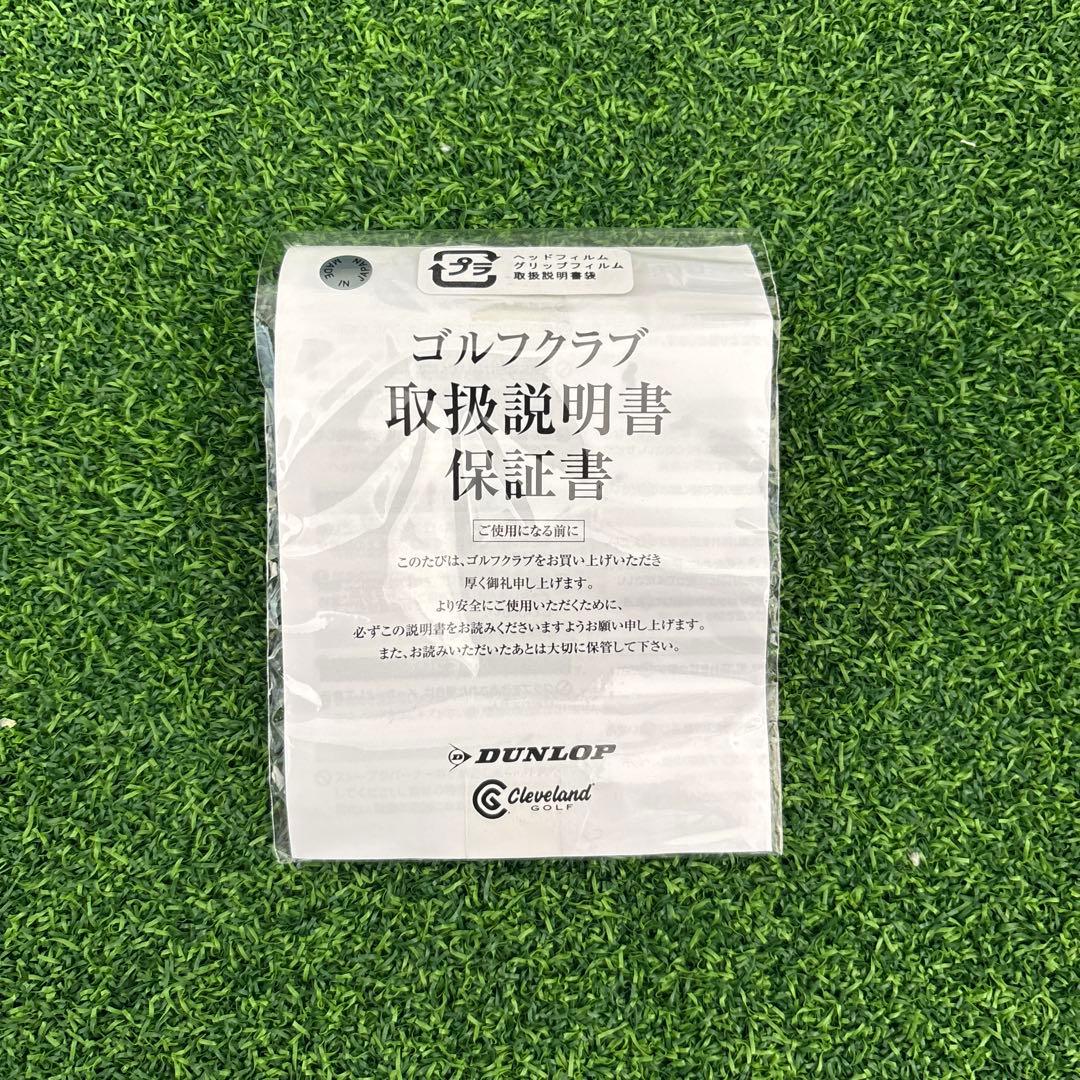 MADE IN JAPAN
プラ
ヘッドフィルム
グリップフィルム
取扱説明書袋
ゴルフクラブ
取扱説明書
保証書
ご使用になる前に
このたびは、ゴルフクラブをお買い上げいただき
厚く御礼申し上げます。
より安全にご使用いただくために、
必ずこの説明書をお読みくださいますようお願い申し上げます。
また、お読みいただいたあとは大切に保管して下さい。
DUNLOP
Cleveland
GOLF